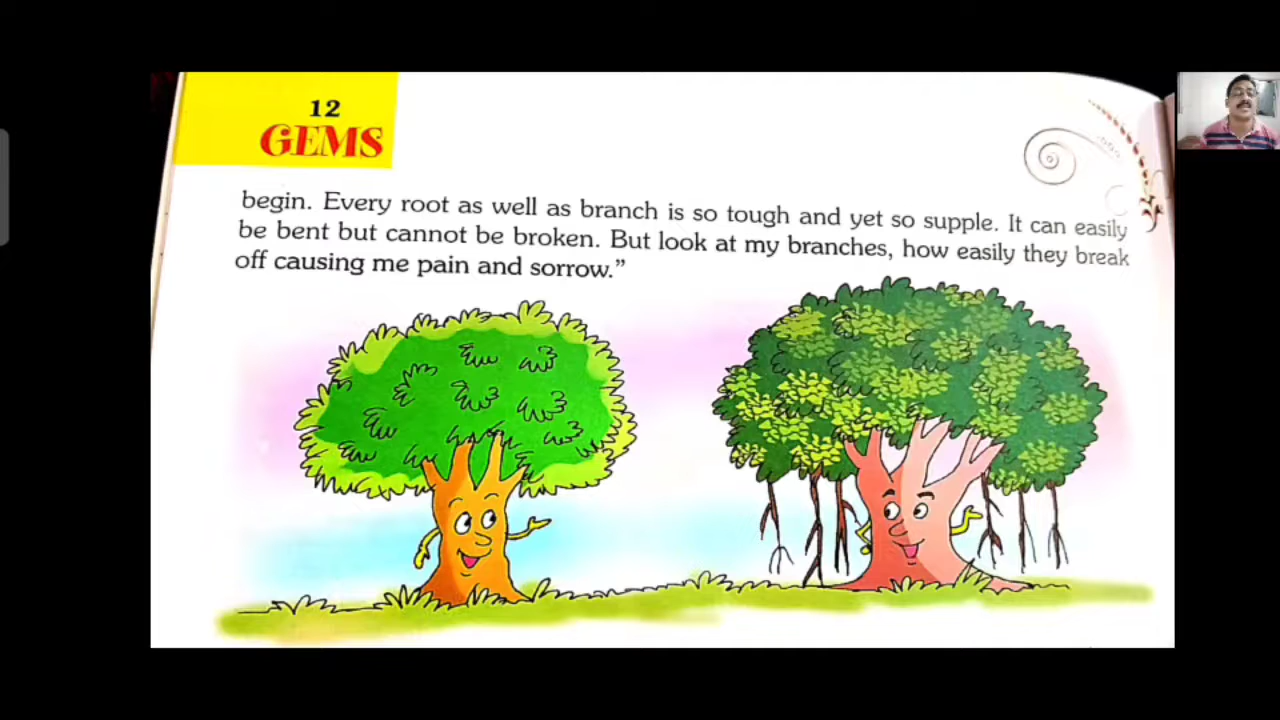 12
GEMS
begin. Every root as well as branch is so tough and yet so supple. It can easily
be bent but cannot be broken. But look at my branches, how easily they break
off causing me pain and sorrow.”